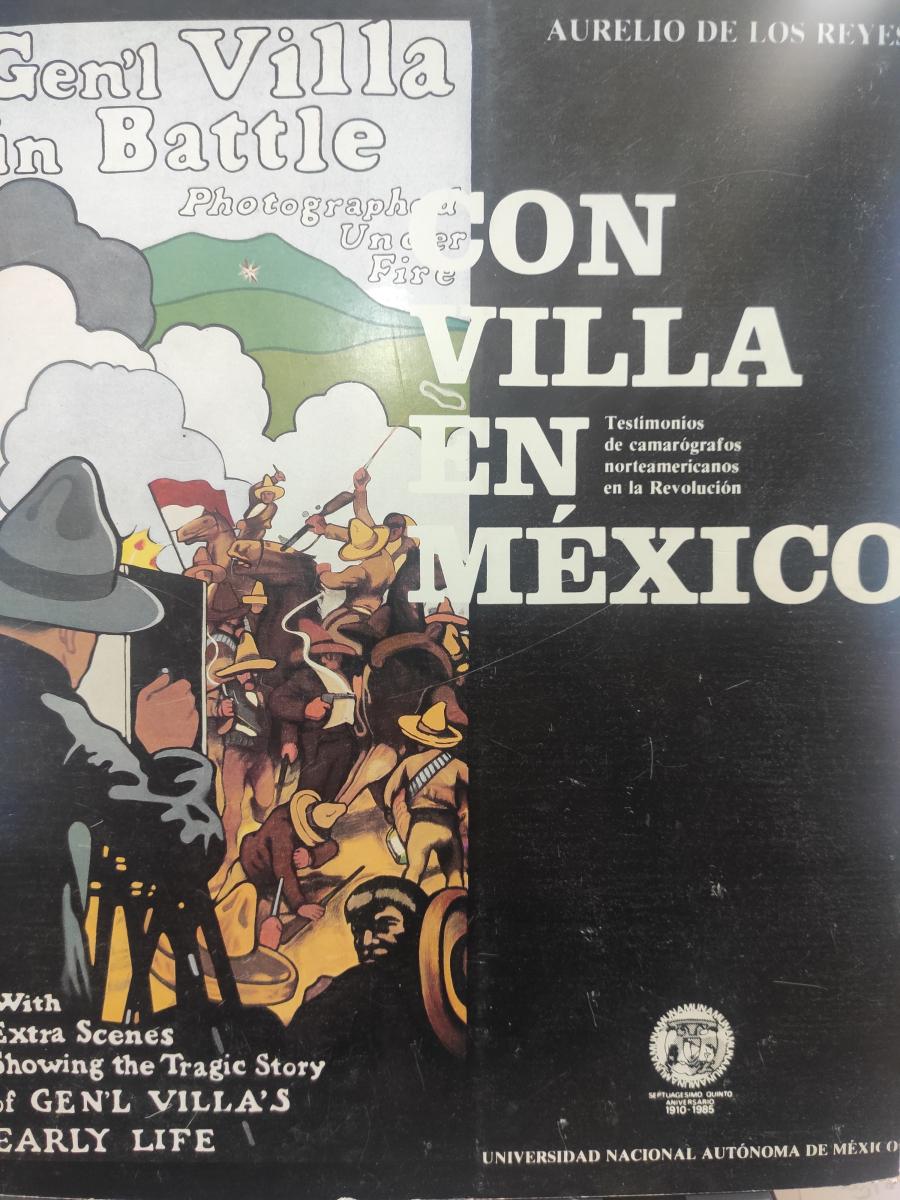 Gen'l Villa
in Battle
Photographed
Under
Fire
AURELIO DE LOS REYES
CON
VILLA
EN
MÉXICO
Testimonios
de camarógrafos
norteamericanos
en la Revolución
With
Extra Scenes
Showing the Tragic Story
of GEN'L VILLA'S
EARLY LIFE
SEPTUAGESIMO QUINTO
ANIVERSARIO
1910-1985
UNIVERSIDAD NACIONAL AUTÓNOMA DE MÉXICO